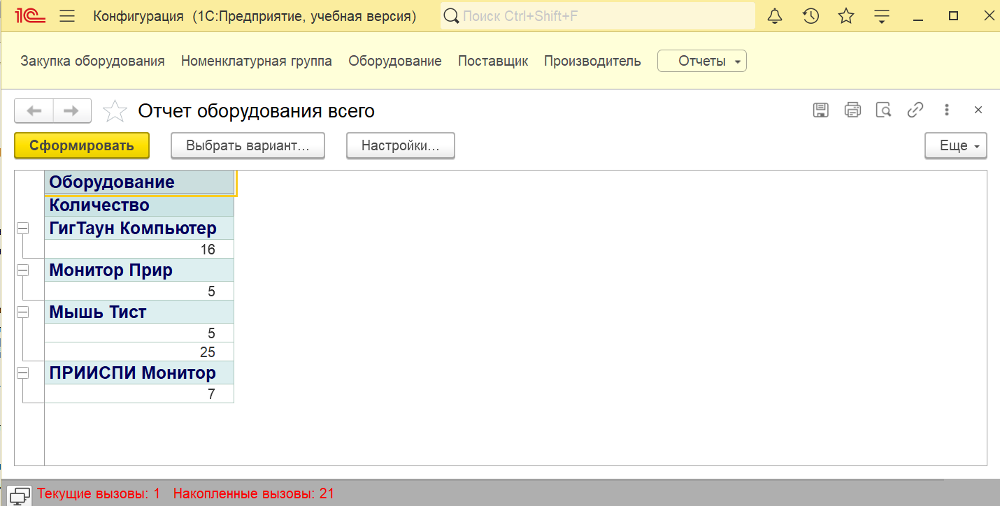 1С Конфигурация (1С:Предприятие, учебная версия) Поиск Ctrl+Shift+F
Закупка оборудования Номенклатурная группа Оборудование Поставщик Производитель Отчеты
Отчет оборудования всего
Сформировать Выбрать вариант... Настройки... Еще
Оборудование
Количество
ГигТаун Компьютер
16
Монитор Прир
5
Мышь Тист
5
25
ПРИИСПИ Монитор
7
Текущие вызовы: 1 Накопленные вызовы: 21